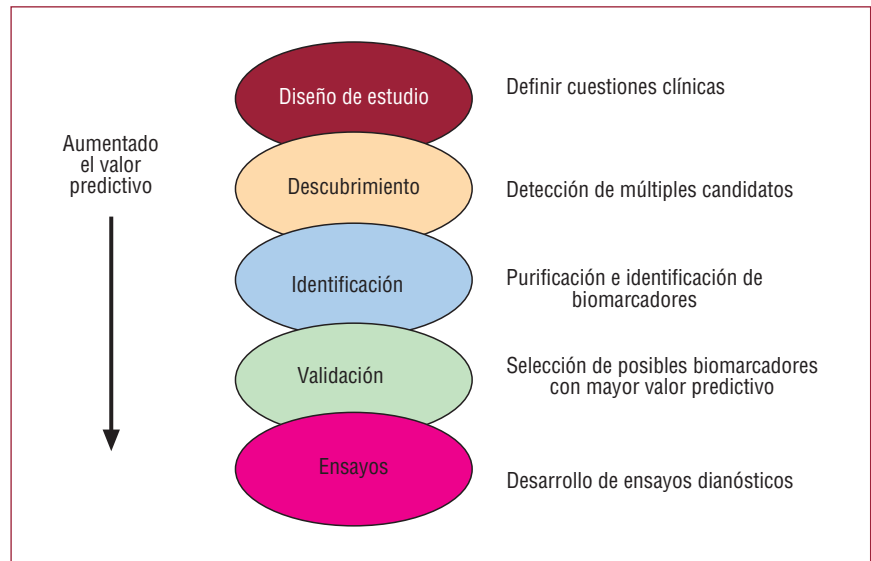 Diseño de estudio
Definir cuestiones clínicas
Aumentado
el valor
predictivo
Descubrimiento
Detección de múltiples candidatos
Identificación
Purificación e identificación de
biomarcadores
Validación
Selección de posibles biomarcadores
con mayor valor predictivo
Ensayos
Desarrollo de ensayos dianósticos